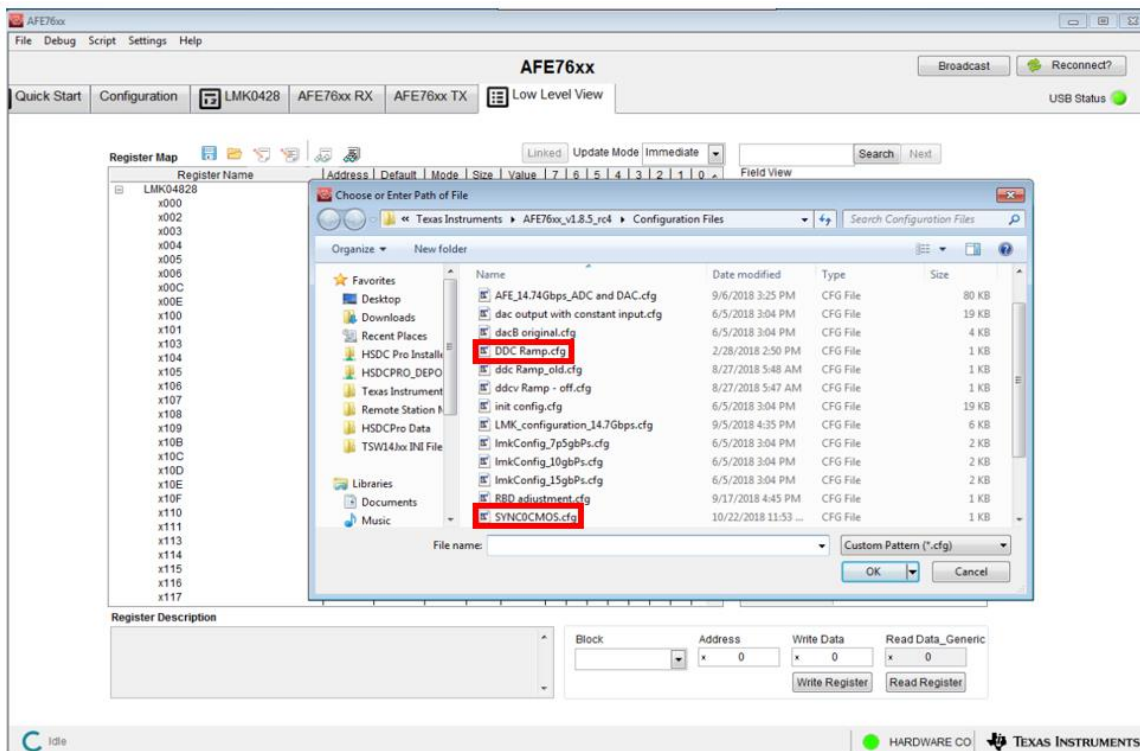 AFE76xx
File Debug Script Settings Help
AFE76xx
Broadcast
Reconnect?
Quick Start Configuration LMK0428 AFE76xx RX AFE76xx TX Low Level View
USB Status
Register Map
Linked Update Mode Immediate
Search Next
Register Name Address Default Mode Size Value 7 6 5 4 3 2 1 0
Field View
LMK04828
x000
x002
x003
x004
x005
x006
x00C
x00E
x100
x101
x103
x104
x105
x106
x107
x108
x109
x10B
x10C
x10D
x10E
x10F
x110
x111
x113
x114
x115
x116
x117
Choose or Enter Path of File
« Texas Instruments AFE76xx_v1.8.5_rc4 Configuration Files
Search Configuration Files
Organize New folder
Favorites
Desktop
Downloads
Recent Places
HSDC Pro Installe
HSDCPRO_DEPO
Texas Instrument
Remote Station M
HSDCPro Data
TSW14Jxx INI File
Libraries
Documents
Music
Name Date modified Type Size
AFE_14.74Gbps_ADC and DAC.cfg 9/6/2018 3:25 PM CFG File 80 KB
dac output with constant input.cfg 6/5/2018 3:04 PM CFG File 19 KB
dacB original.cfg 6/5/2018 3:04 PM CFG File 4 KB
DDC Ramp.cfg 2/28/2018 2:50 PM CFG File 1 KB
ddc Ramp_old.cfg 8/27/2018 5:48 AM CFG File 1 KB
ddcv Ramp - off.cfg 8/27/2018 5:47 AM CFG File 1 KB
init config.cfg 6/5/2018 3:04 PM CFG File 19 KB
LMK_configuration_14.7Gbps.cfg 9/5/2018 4:35 PM CFG File 6 KB
lmkConfig_7p5gbPs.cfg 6/5/2018 3:04 PM CFG File 2 KB
lmkConfig_10gbPs.cfg 6/5/2018 3:04 PM CFG File 2 KB
lmkConfig_15gbPs.cfg 6/5/2018 3:04 PM CFG File 2 KB
RBD adjustment.cfg 9/17/2018 4:45 PM CFG File 1 KB
SYNC0CMOS.cfg 10/22/2018 11:53 ... CFG File 1 KB
File name:
Custom Pattern (*.cfg)
OK Cancel
Register Description
Block Address Write Data Read Data_Generic
x 0 x 0 x 0
Write Register Read Register
Idle
HARDWARE CO
TEXAS INSTRUMENTS